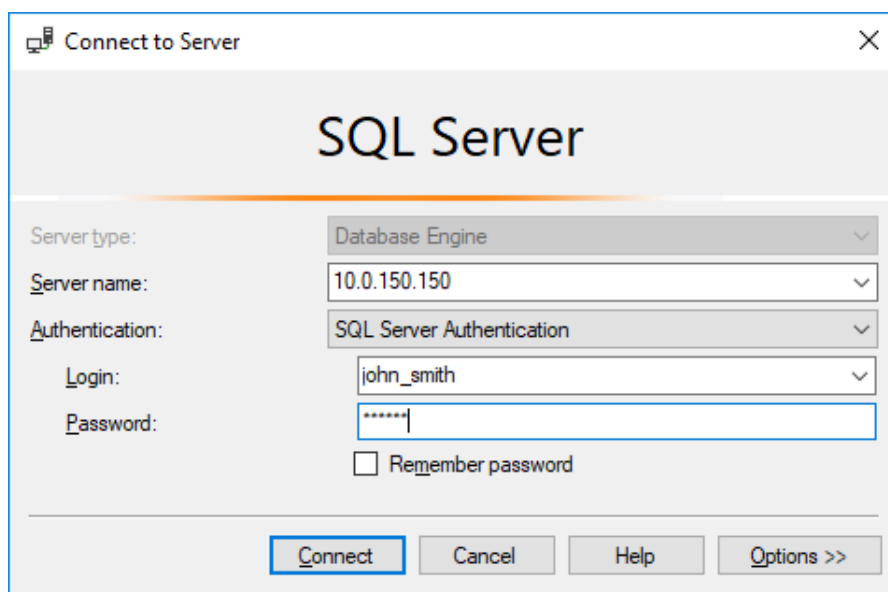 Connect to Server
SQL Server
Server type: Database Engine
Server name: 10.0.150.150
Authentication: SQL Server Authentication
Login: john_smith
Password: ******
Remember password
Connect Cancel Help Options >>